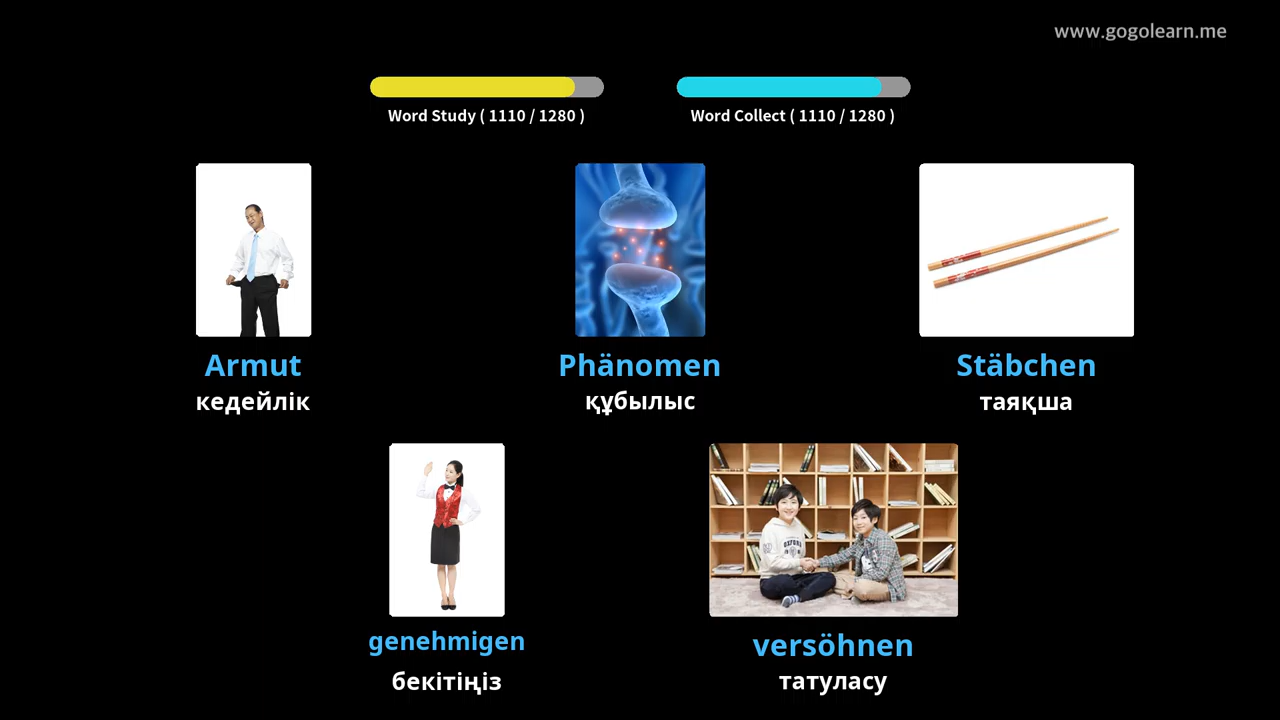 www.gogolearn.me
Word Study ( 1110 / 1280 )
Word Collect ( 1110 / 1280 )
Armut
Phänomen
Stäbchen
кедейлік
құбылыс
таяқша
genehmigen
versöhnen
бекітіңіз
татуласу